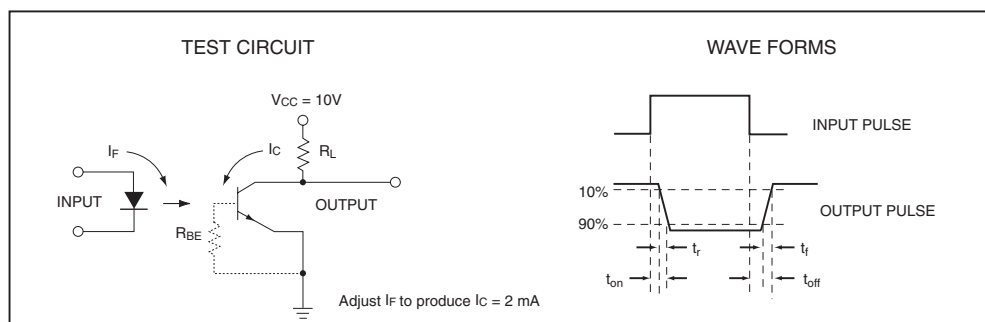 TEST CIRCUIT
VCC = 10V
IF
IC
RL
INPUT
OUTPUT
RBE
Adjust IF to produce IC = 2 mA
WAVE FORMS
INPUT PULSE
10%
OUTPUT PULSE
90%
tr
tf
ton
toff